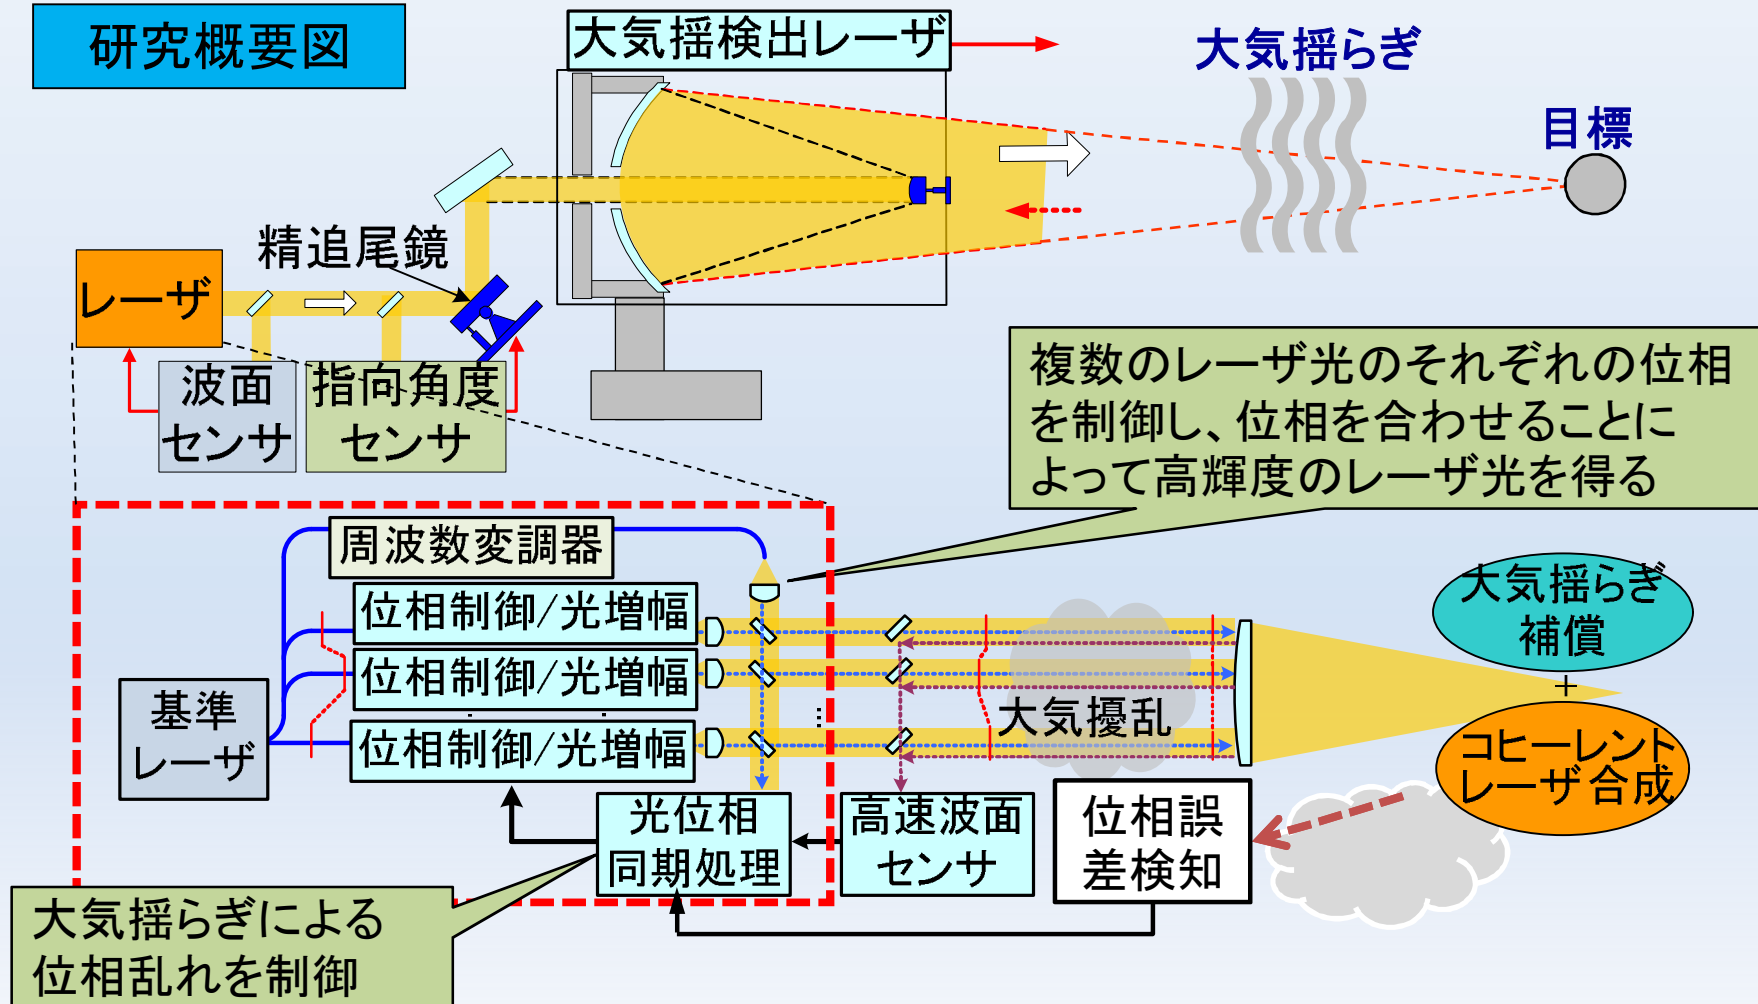 研究概要図
大気揺検出レーザ
大気揺らぎ
目標
精追尾鏡
レーザ
波面
センサ
指向角度
センサ
複数のレーザ光のそれぞれの位相
を制御し、位相を合わせることに
よって高輝度のレーザ光を得る
周波数変調器
位相制御/光増幅
位相制御/光増幅
位相制御/光増幅
基準
レーザ
大気擾乱
大気揺らぎ
補償
+
コヒーレント
レーザ合成
光位相
同期処理
高速波面
センサ
位相誤
差検知
大気揺らぎによる
位相乱れを制御